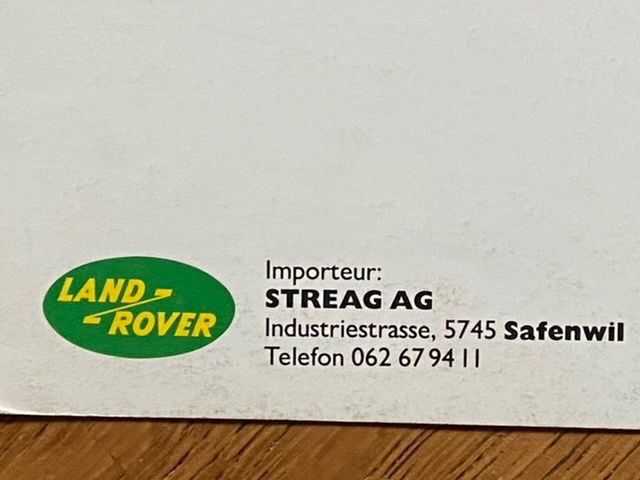 LAND
ROVER
Importeur:
STREAG AG
Industriestrasse, 5745 Safenwil
Telefon 062 67 94 11